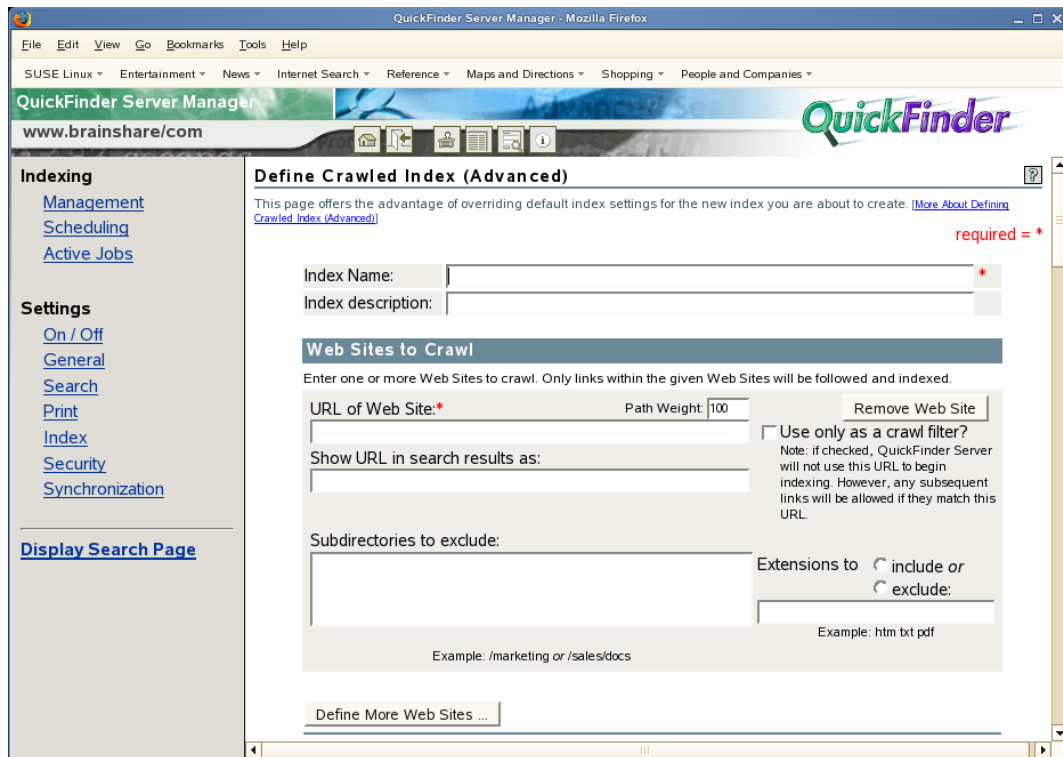 QuickFinder Server Manager - Mozilla Firefox
File Edit View Go Bookmarks Tools Help
SUSE Linux Entertainment News Internet Search Reference Maps and Directions Shopping People and Companies
QuickFinder Server Manager
Advanced Sea
www.brainshare/com
QuickFinder
Indexing
Management
Scheduling
Active Jobs
Settings
On / Off
General
Search
Print
Index
Security
Synchronization
Display Search Page
Define Crawled Index (Advanced)
?
This page offers the advantage of overriding default index settings for the new index you are about to create. [More About Defining
Crawled Index (Advanced)]
required = *
Index Name: *
Index description:
Web Sites to Crawl
Enter one or more Web Sites to crawl. Only links within the given Web Sites will be followed and indexed.
URL of Web Site:* Path Weight: 100 Remove Web Site
Use only as a crawl filter?
Note: if checked, QuickFinder Server
will not use this URL to begin
indexing. However, any subsequent
links will be allowed if they match this
URL.
Show URL in search results as:
Subdirectories to exclude:
Extensions to include or
exclude:
Example: htm txt pdf
Example: /marketing or /sales/docs
Define More Web Sites ...